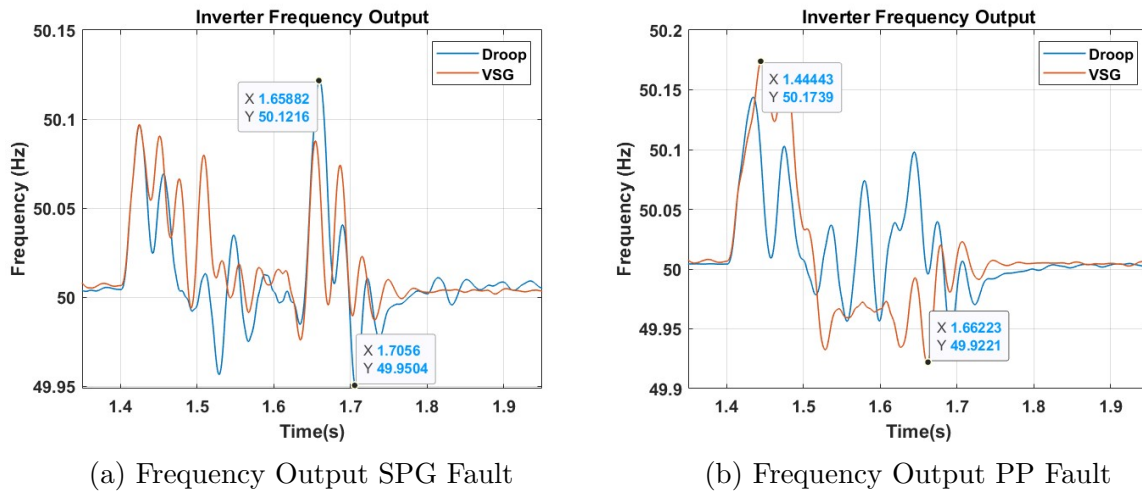 Inverter Frequency Output
50.15
50.1
50.05
50
49.95
Frequency (Hz)
Droop
VSG
X 1.65882
Y 50.1216
X 1.7056
Y 49.9504
1.4 1.5 1.6 1.7 1.8 1.9
Time(s)
(a) Frequency Output SPG Fault
Inverter Frequency Output
50.2
50.15
50.1
50.05
50
49.95
49.9
Frequency (Hz)
Droop
VSG
X 1.44443
Y 50.1739
X 1.66223
Y 49.9221
1.4 1.5 1.6 1.7 1.8 1.9
Time(s)
(b) Frequency Output PP Fault